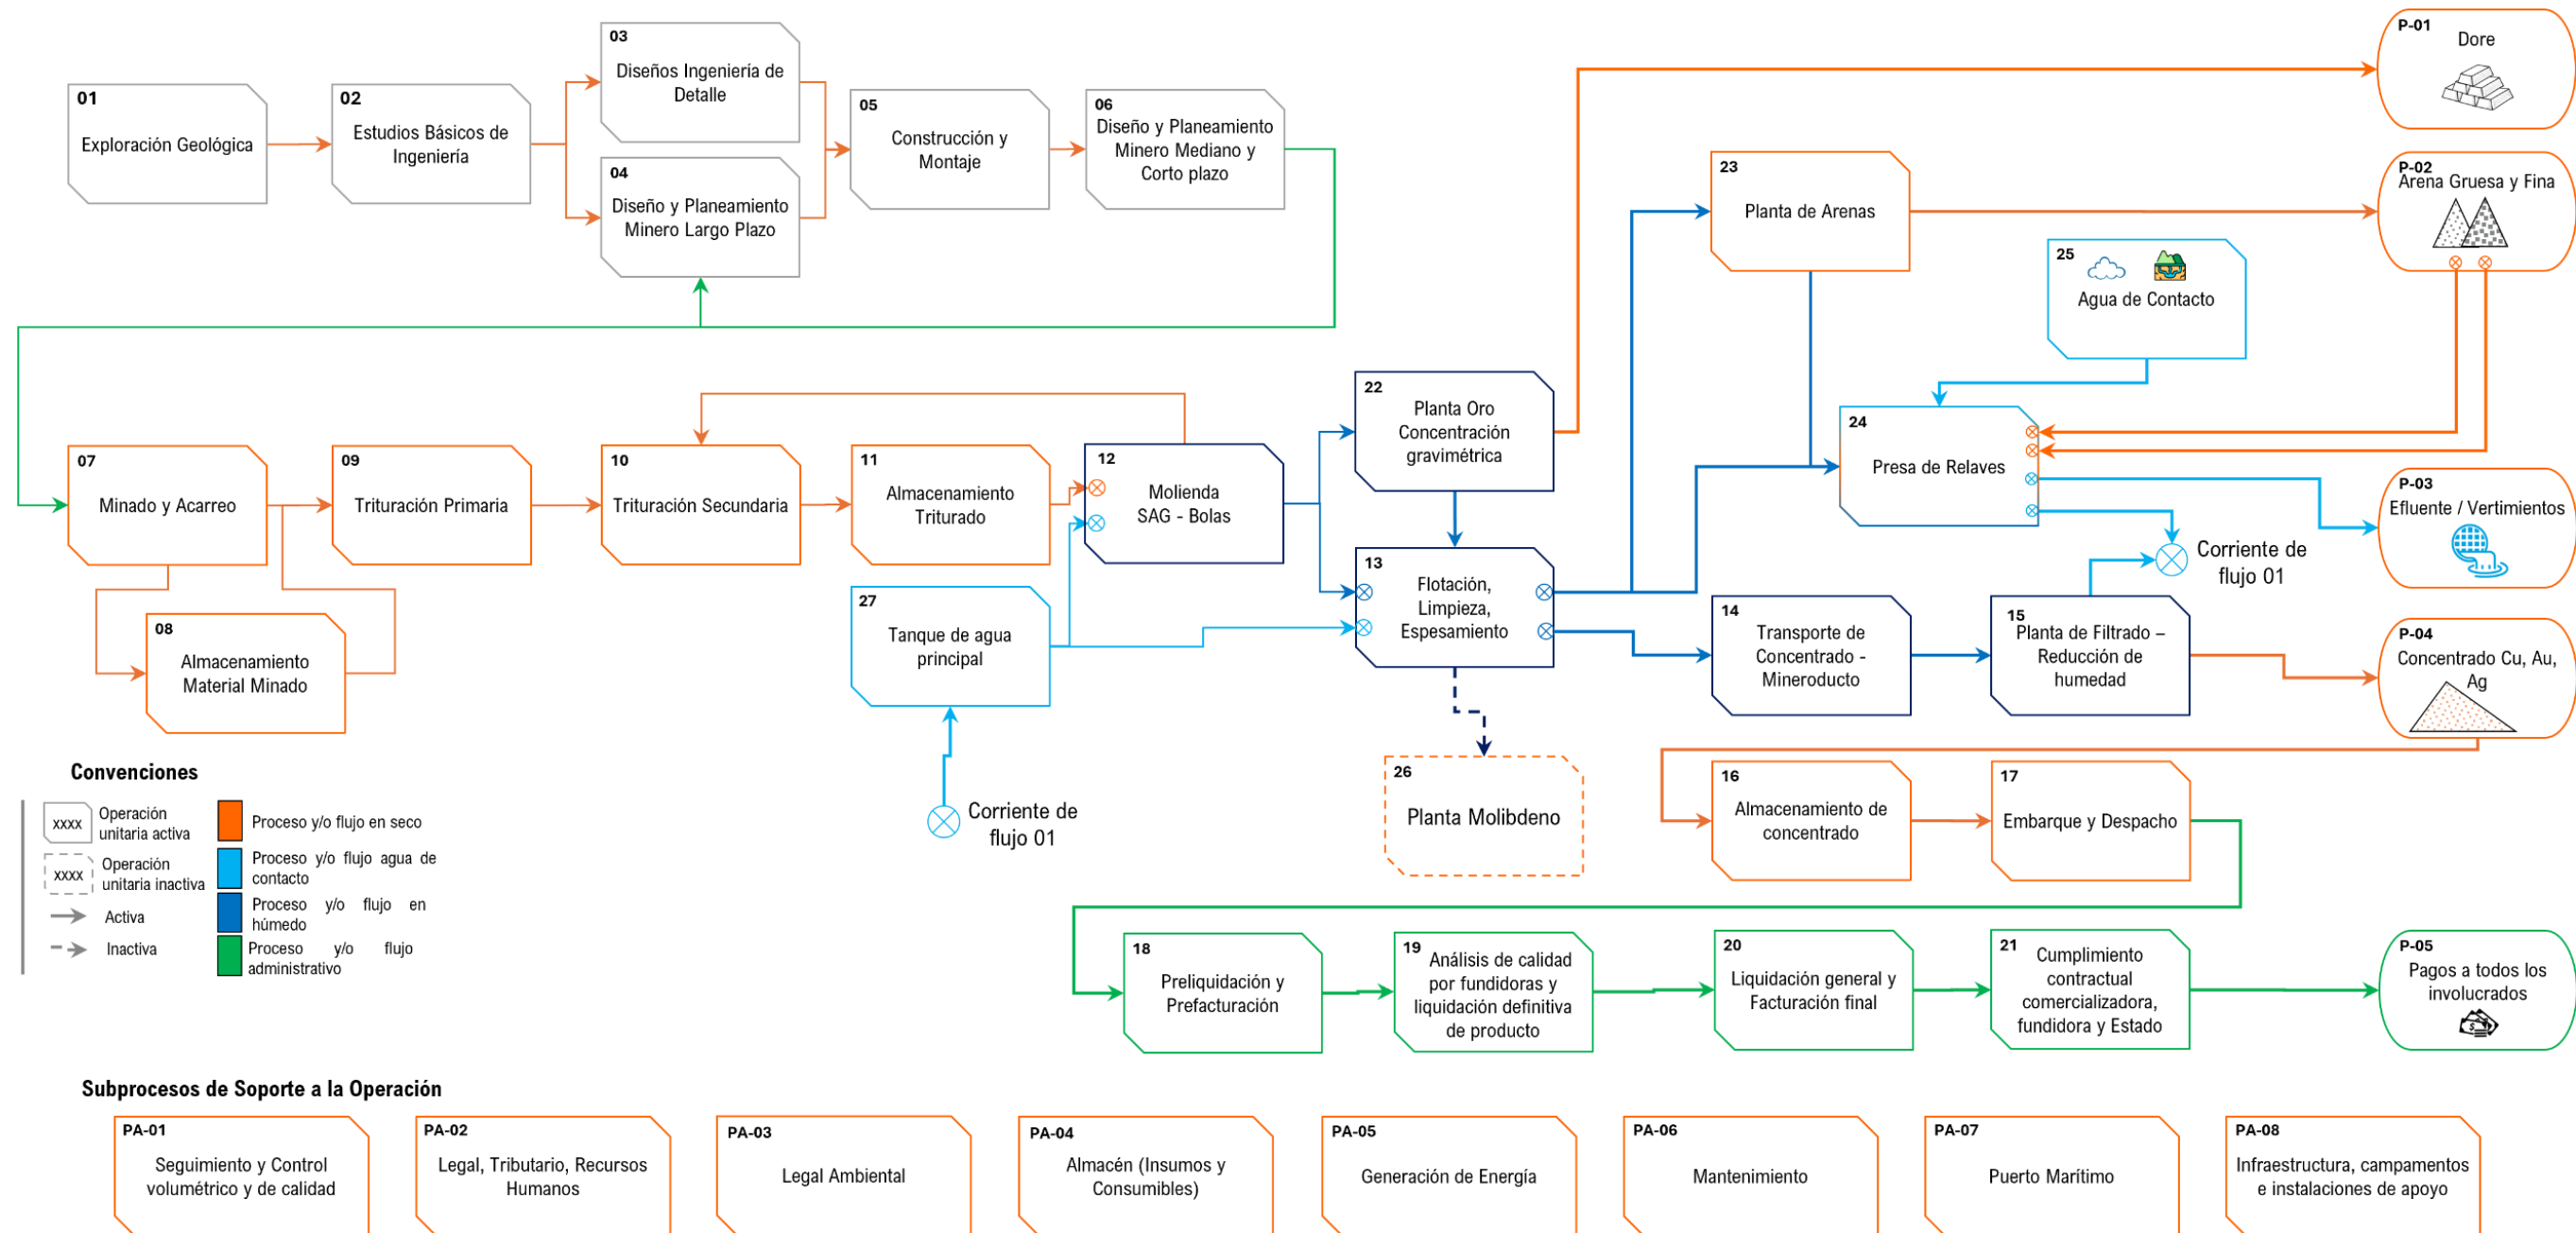 01
Exploración Geológica
02
Estudios Básicos de
Ingeniería
03
Diseños Ingeniería de
Detalle
04
Diseño y Planeamiento
Minero Largo Plazo
05
Construcción y
Montaje
06
Diseño y Planeamiento
Minero Mediano y
Corto plazo
P-01
Dore
23
Planta de Arenas
P-02
Arena Gruesa y Fina
25
Agua de Contacto
07
Minado y Acarreo
08
Almacenamiento
Material Minado
09
Trituración Primaria
10
Trituración Secundaria
11
Almacenamiento
Triturado
12
Molienda
SAG - Bolas
22
Planta Oro
Concentración
gravimétrica
24
Presa de Relaves
P-03
Efluente / Vertimientos
Corriente de
flujo 01
27
Tanque de agua
principal
13
Flotación,
Limpieza,
Espesamiento
14
Transporte de
Concentrado -
Mineroducto
15
Planta de Filtrado –
Reducción de
humedad
P-04
Concentrado Cu, Au,
Ag
Corriente de
flujo 01
26
Planta Molibdeno
16
Almacenamiento de
concentrado
17
Embarque y Despacho
Convenciones
xxxx
Operación
unitaria activa
xxxx
Operación
unitaria inactiva
Activa
Inactiva
Proceso y/o flujo en seco
Proceso y/o flujo agua de
contacto
Proceso y/o flujo en
húmedo
Proceso y/o flujo
administrativo
18
Preliquidación y
Prefacturación
19
Análisis de calidad
por fundidoras y
liquidación definitiva
de producto
20
Liquidación general y
Facturación final
21
Cumplimiento
contractual
comercializadora,
fundidora y Estado
P-05
Pagos a todos los
involucrados
$
Subprocesos de Soporte a la Operación
PA-01
Seguimiento y Control
volumétrico y de calidad
PA-02
Legal, Tributario, Recursos
Humanos
PA-03
Legal Ambiental
PA-04
Almacén (Insumos y
Consumibles)
PA-05
Generación de Energía
PA-06
Mantenimiento
PA-07
Puerto Marítimo
PA-08
Infraestructura, campamentos
e instalaciones de apoyo